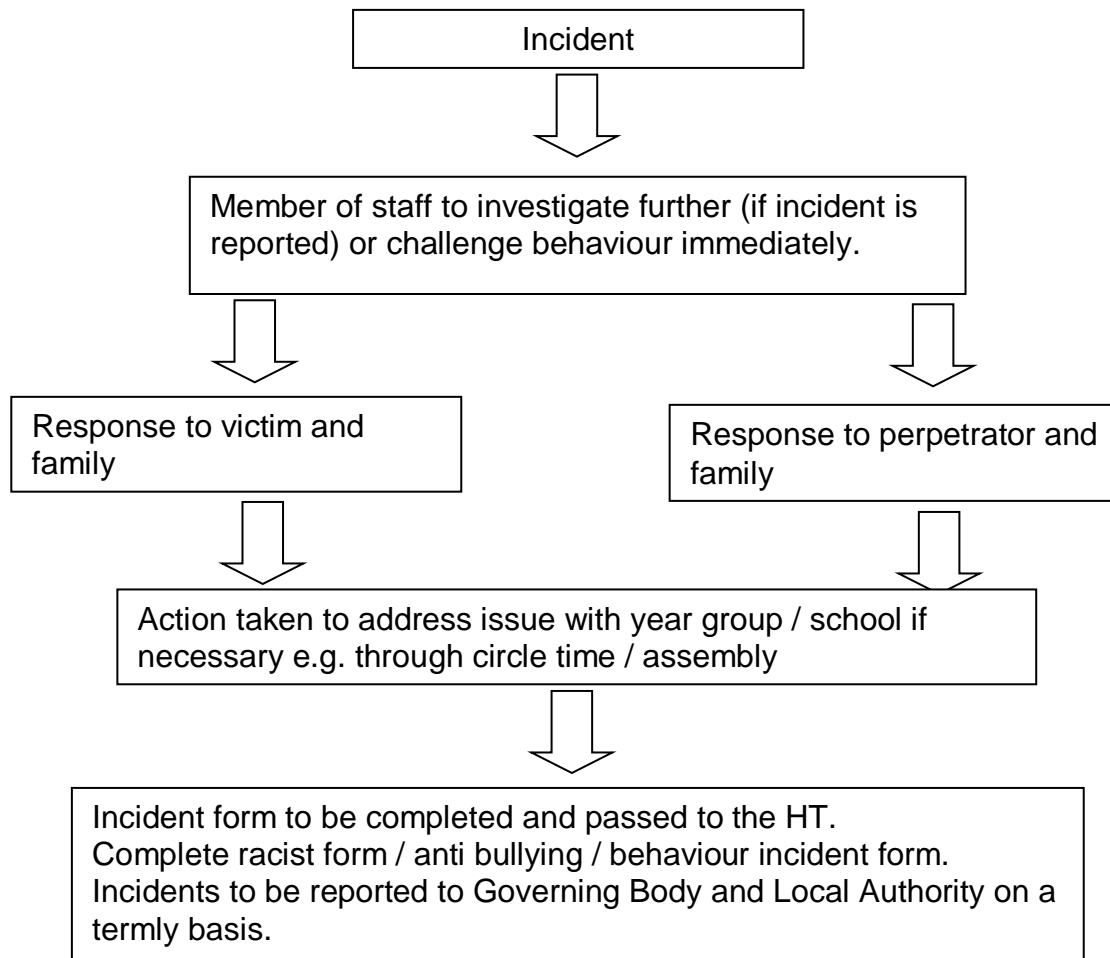 Incident
Member of staff to investigate further (if incident is
reported) or challenge behaviour immediately.
Response to victim and
family
Response to perpetrator and
family
Action taken to address issue with year group / school if
necessary e.g. through circle time / assembly
Incident form to be completed and passed to the HT.
Complete racist form / anti bullying / behaviour incident form.
Incidents to be reported to Governing Body and Local Authority on a
termly basis.